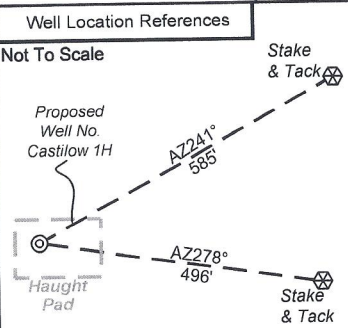 Well Location References
Not To Scale
Stake
& Tack
Proposed
Well No.
Castilow 1H
AZ241°
585'
AZ278°
496'
Haught
Pad
Stake
& Tack